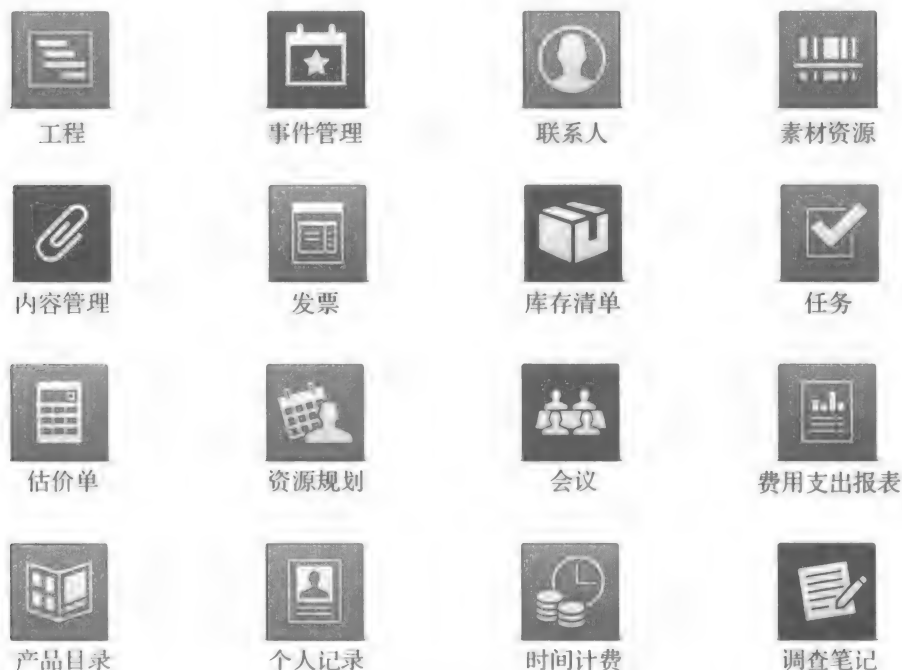 工程 事件管理 联系人 素材资源
内容管理 发票 库存清单 任务
估价单 资源规划 会议 费用支出报表
产品目录 个人记录 时间计费 调查笔记